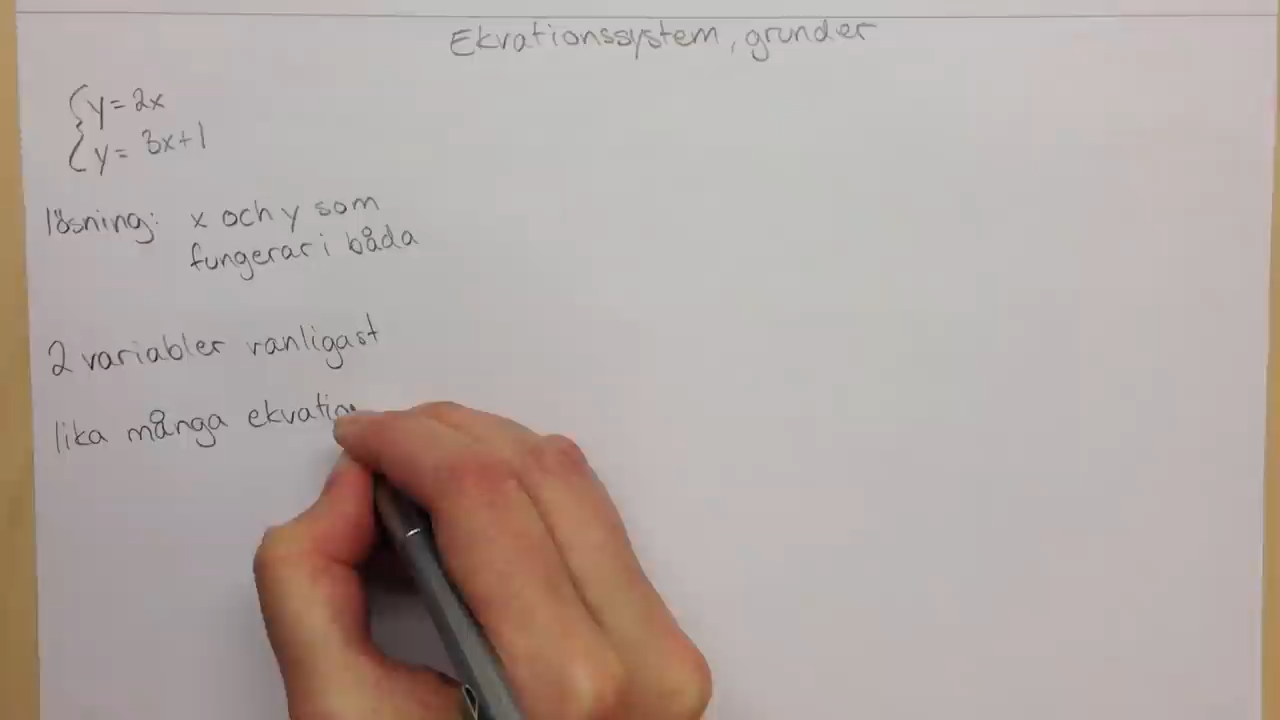 Ekvationssystem, grunder
y = 2x
y = 3x+1
lösning: x och y som
fungerar i båda
2 variabler vanligast
lika många